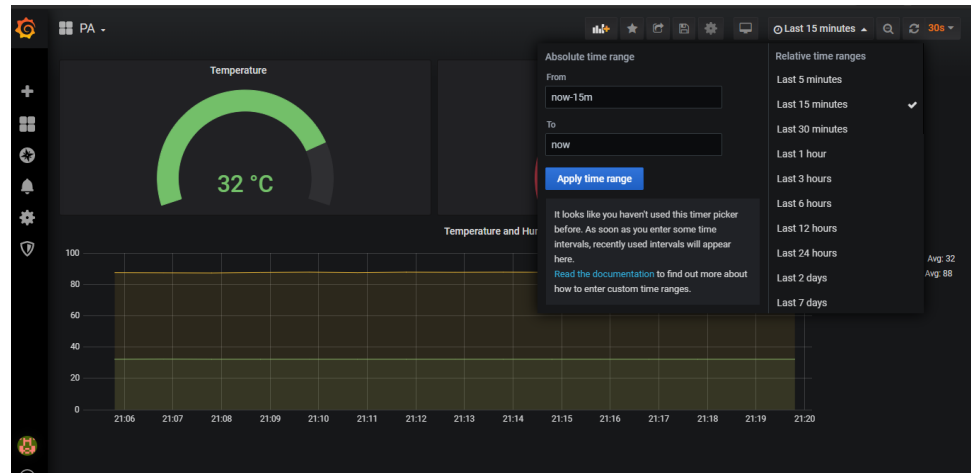 PA
Last 15 minutes
30s
Temperature
32 °C
Absolute time range
From
now-15m
To
now
Apply time range
It looks like you haven't used this timer picker
before. As soon as you enter some time
intervals, recently used intervals will appear
here.
Read the documentation to find out more about
how to enter custom time ranges.
Relative time ranges
Last 5 minutes
Last 15 minutes
Last 30 minutes
Last 1 hour
Last 3 hours
Last 6 hours
Last 12 hours
Last 24 hours
Last 2 days
Last 7 days
Temperature and Hu
Avg: 32
Avg: 88
100
80
60
40
20
0
21:06 21:07 21:08 21:09 21:10 21:11 21:12 21:13 21:14 21:15 21:16 21:17 21:18 21:19 21:20